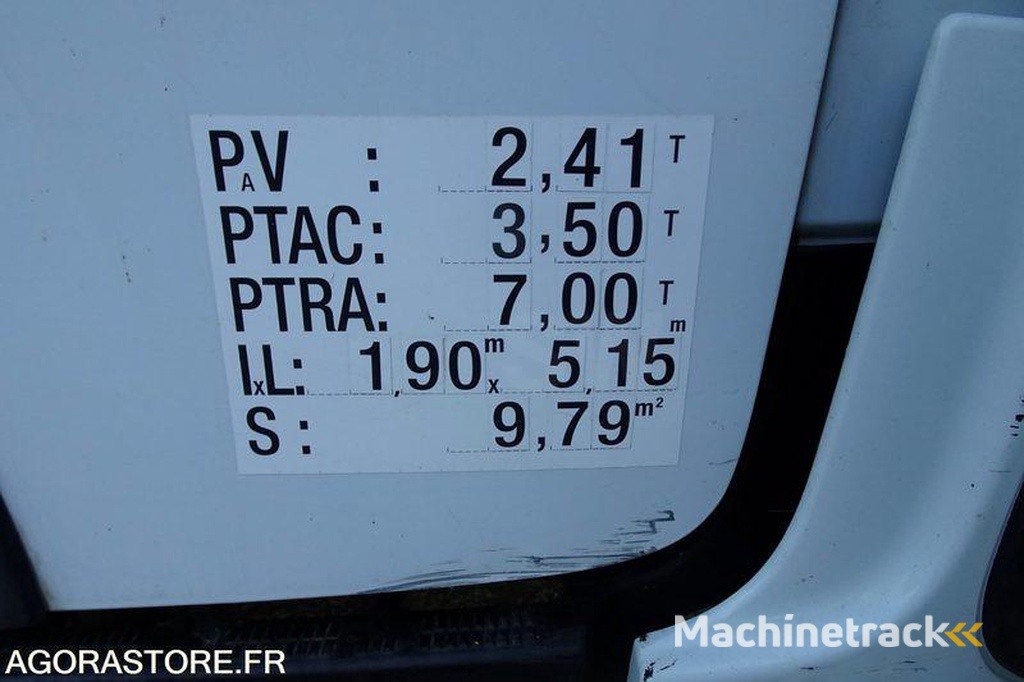 PAV : 2,41 T
PTAC: 3,50 T
PTRA: 7,00 T
lxL: 1,90 m x 5,15 m
S : 9,79 m²
Machinetrack
AGORASTORE.FR